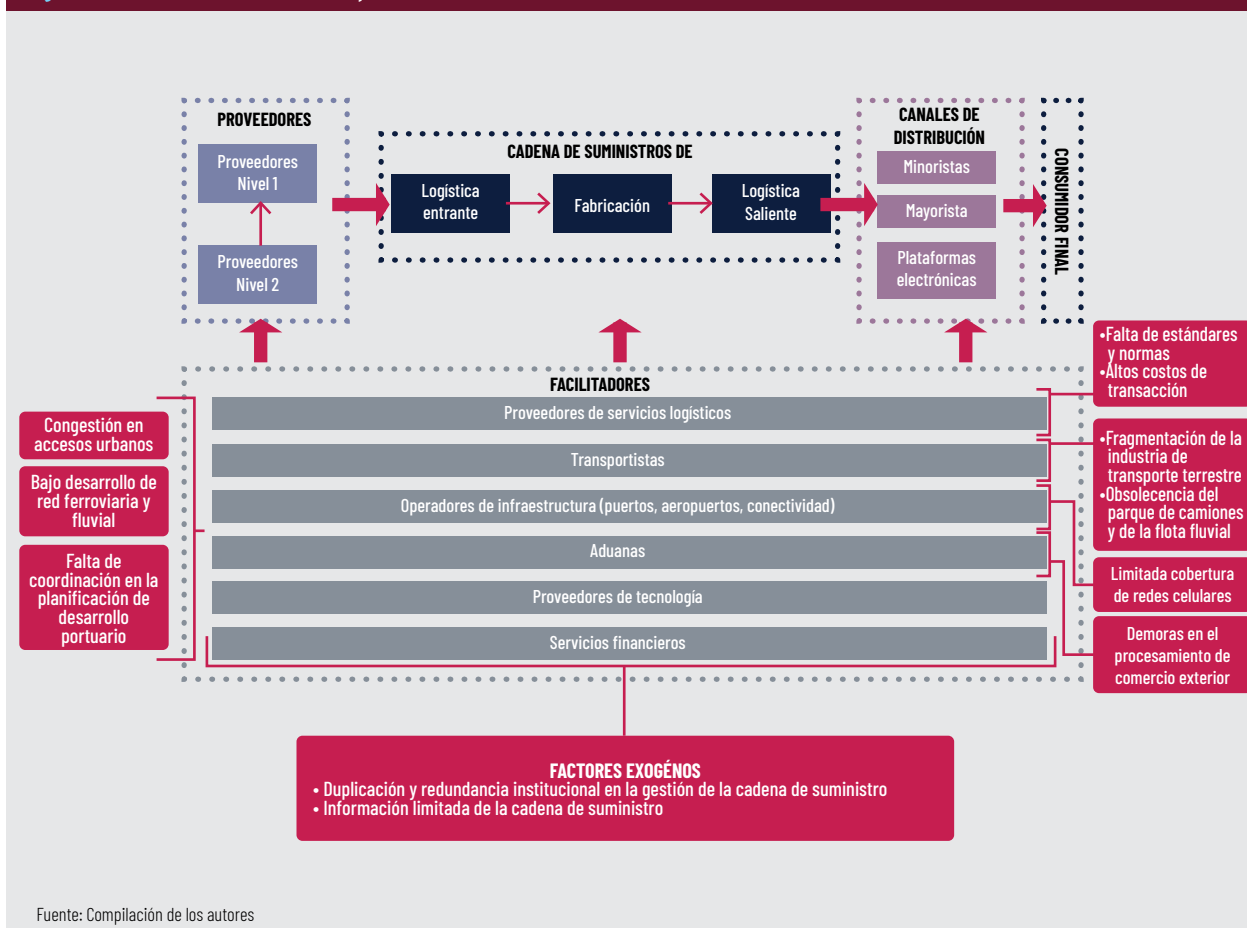 PROVEEDORES
Proveedores
Nivel 1
Proveedores
Nivel 2
CADENA DE SUMINISTROS DE
Logística
entrante
Fabricación
Logística
Saliente
CANALES DE
DISTRIBUCIÓN
Minoristas
Mayorista
Plataformas
electrónicas
CONSUMIDOR FINAL
FACILITADORES
Proveedores de servicios logísticos
Transportistas
Operadores de infraestructura (puertos, aeropuertos, conectividad)
Aduanas
Proveedores de tecnología
Servicios financieros
Congestión en
accesos urbanos
Bajo desarrollo de
red ferroviaria y
fluvial
Falta de
coordinación en la
planificación de
desarrollo
portuario
•Falta de estándares
y normas
•Altos costos de
transacción
•Fragmentación de la
industria de
transporte terrestre
•Obsolecencia del
parque de camiones
y de la flota fluvial
Limitada cobertura
de redes celulares
Demoras en el
procesamiento de
comercio exterior
FACTORES EXOGÉNOS
• Duplicación y redundancia institucional en la gestión de la cadena de suministro
• Información limitada de la cadena de suministro
Fuente: Compilación de los autores